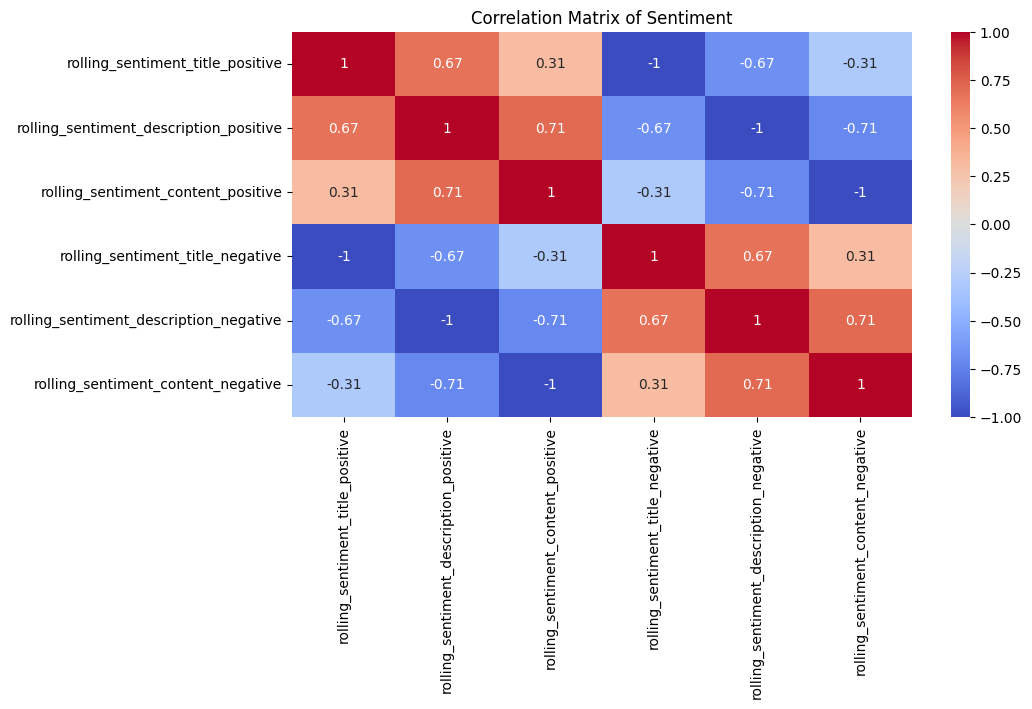 Correlation Matrix of Sentiment
rolling_sentiment_title_positive 1 0.67 0.31 -1 -0.67 -0.31
rolling_sentiment_description_positive 0.67 1 0.71 -0.67 -1 -0.71
rolling_sentiment_content_positive 0.31 0.71 1 -0.31 -0.71 -1
rolling_sentiment_title_negative -1 -0.67 -0.31 1 0.67 0.31
rolling_sentiment_description_negative -0.67 -1 -0.71 0.67 1 0.71
rolling_sentiment_content_negative -0.31 -0.71 -1 0.31 0.71 1
rolling_sentiment_title_positive
rolling_sentiment_description_positive
rolling_sentiment_content_positive
rolling_sentiment_title_negative
rolling_sentiment_description_negative
rolling_sentiment_content_negative
1.00
0.75
0.50
0.25
0.00
−0.25
−0.50
−0.75
−1.00